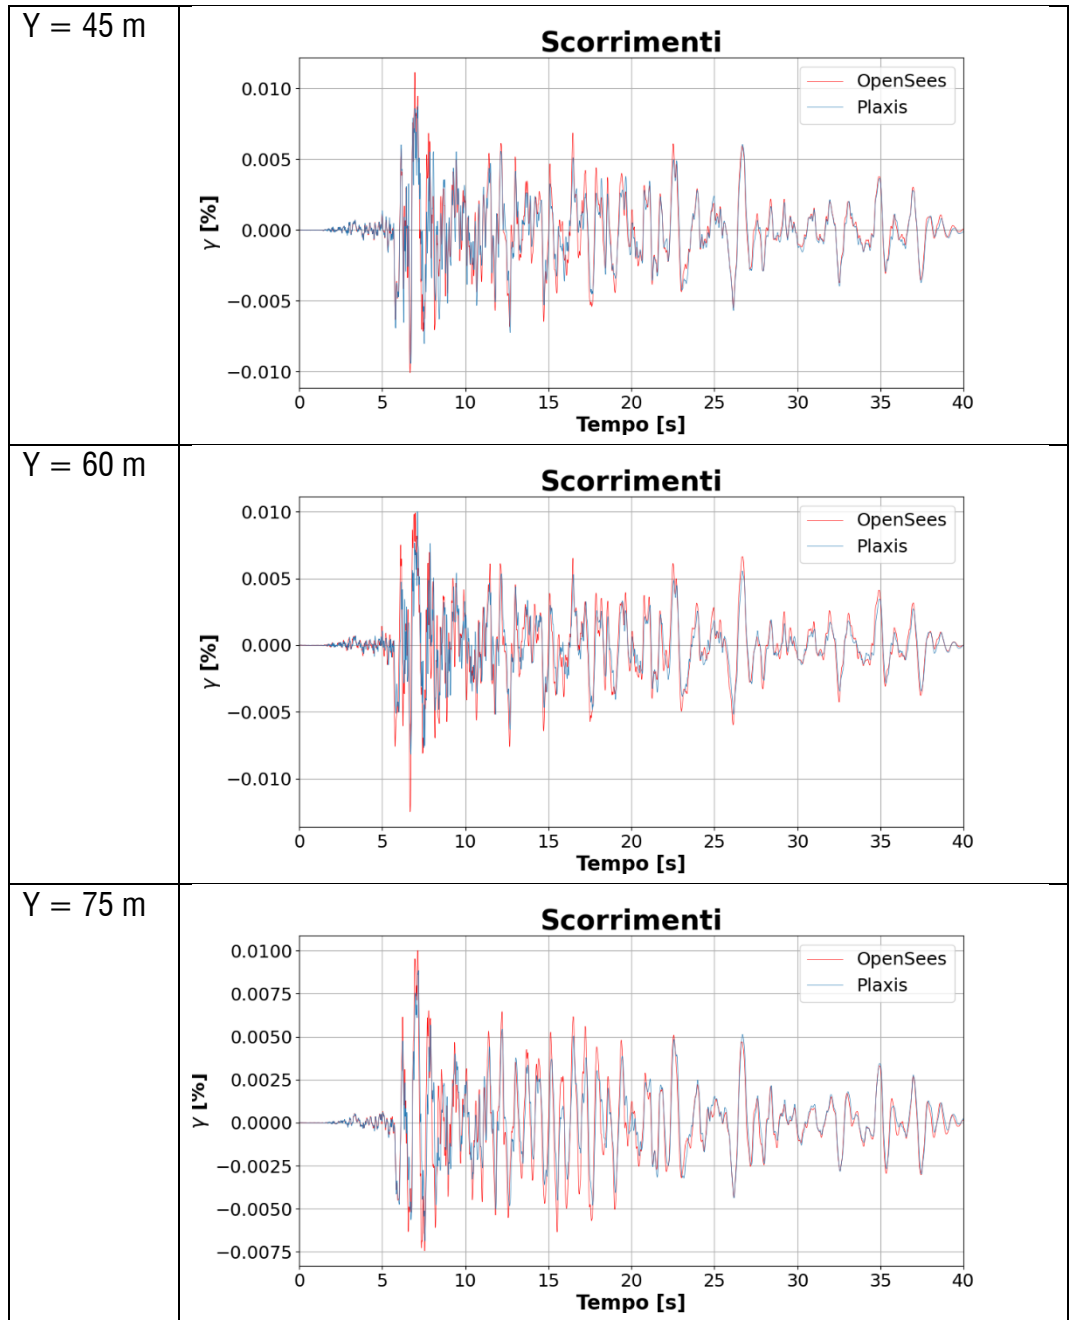 Y = 45 m
Scorrimenti
OpenSees
Plaxis
0.010
0.005
0.000
−0.005
−0.010
γ [%]
0 5 10 15 20 25 30 35 40
Tempo [s]
Y = 60 m
Scorrimenti
OpenSees
Plaxis
0.010
0.005
0.000
−0.005
−0.010
γ [%]
0 5 10 15 20 25 30 35 40
Tempo [s]
Y = 75 m
Scorrimenti
OpenSees
Plaxis
0.0100
0.0075
0.0050
0.0025
0.0000
−0.0025
−0.0050
−0.0075
γ [%]
0 5 10 15 20 25 30 35 40
Tempo [s]